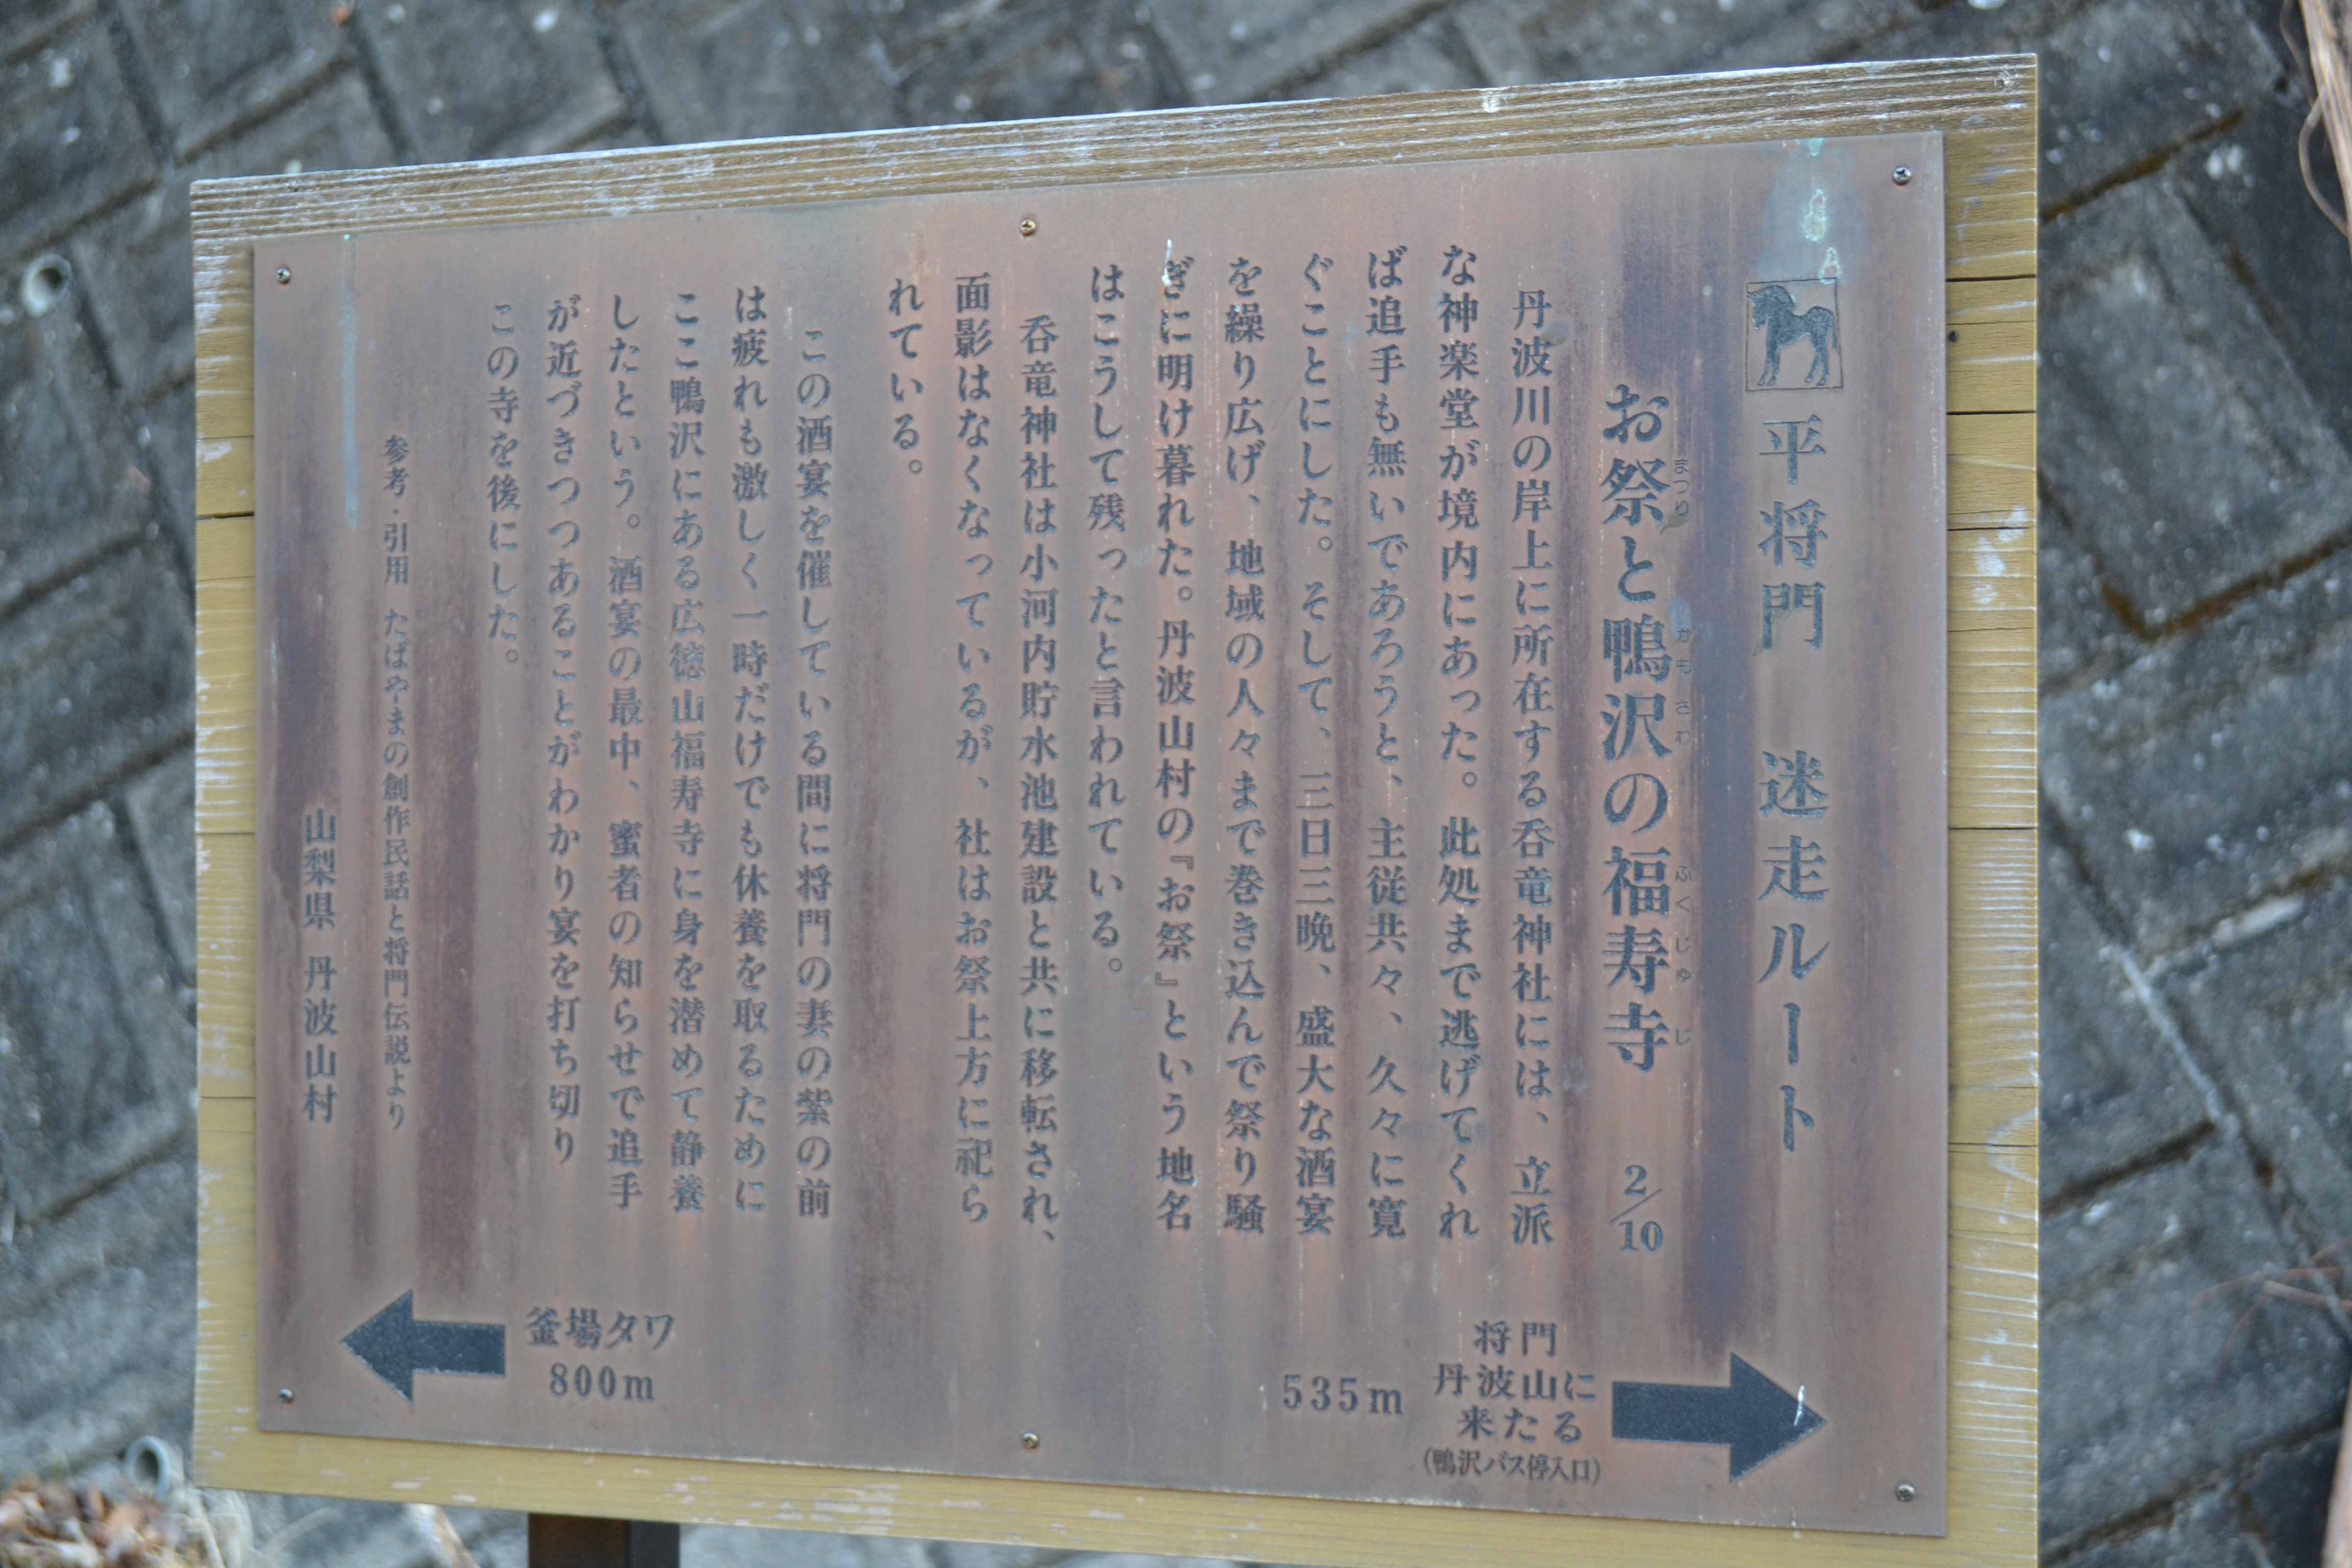 平将門 迷走ルート
お祭と鴨沢の福寿寺 2/10
まつり かもさわ ふくじゅじ
丹波川の岸上に所在する呑竜神社には、立派
な神楽堂が境内にあった。此処まで逃げてくれ
ば追手も無いであろうと、主従共々、久々に寛
ぐことにした。そして、三日三晩、盛大な酒宴
を繰り広げ、地域の人々まで巻き込んで祭り騒
ぎに明け暮れた。丹波山村の『お祭』という地名
はこうして残ったと言われている。
呑竜神社は小河内貯水池建設と共に移転され、
面影はなくなっているが、社はお祭上方に祀ら
れている。
この酒宴を催している間に将門の妻の紫の前
は疲れも激しく一時だけでも休養を取るために
ここ鴨沢にある広徳山福寿寺に身を潜めて静養
したという。酒宴の最中、蜜者の知らせで追手
が近づきつつあることがわかり宴を打ち切り
この寺を後にした。
参考・引用 たばやまの創作民話と将門伝説より
山梨県 丹波山村
将門
丹波山に
来たる
(鴨沢バス停入口)
535m
釜場タワ
800m